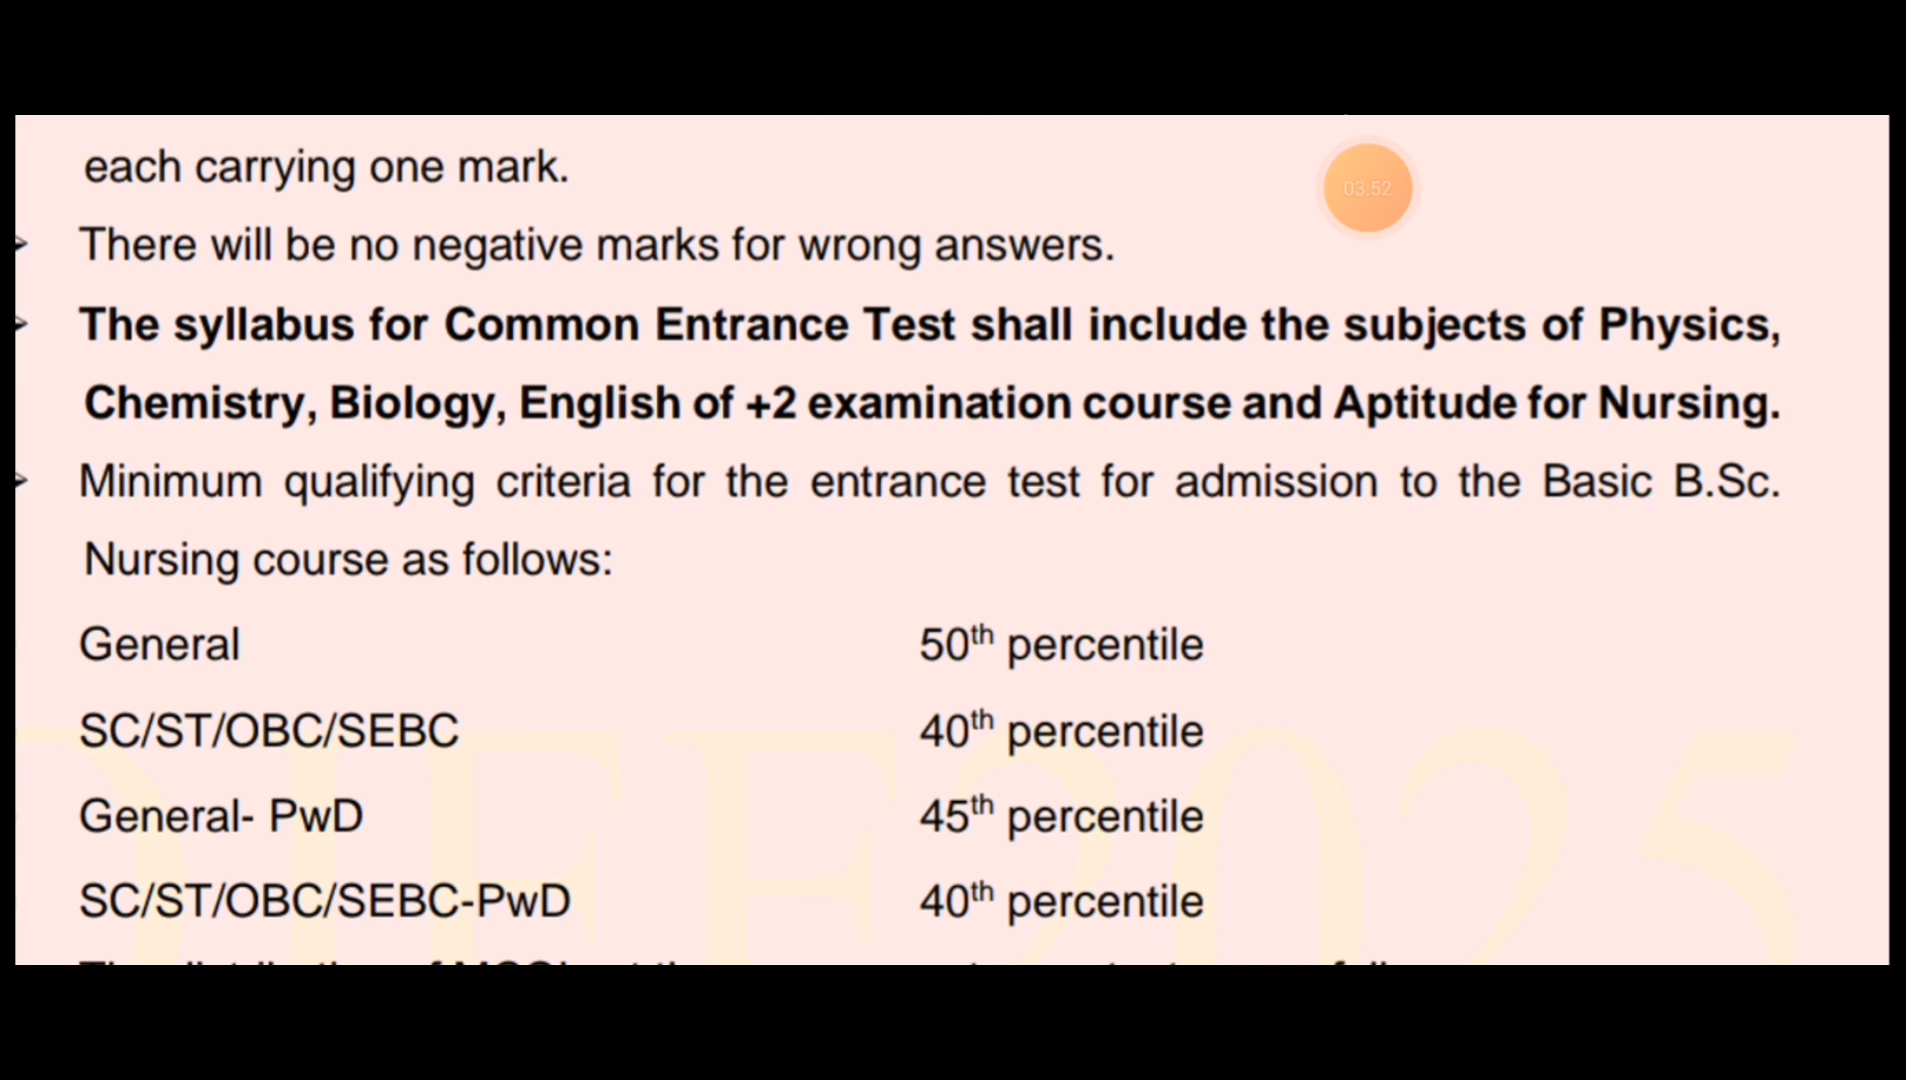 each carrying one mark.
03:52
➢ There will be no negative marks for wrong answers.
➢ The syllabus for Common Entrance Test shall include the subjects of Physics,
Chemistry, Biology, English of +2 examination course and Aptitude for Nursing.
➢ Minimum qualifying criteria for the entrance test for admission to the Basic B.Sc.
Nursing course as follows:
General 50th percentile
SC/ST/OBC/SEBC 40th percentile
General- PwD 45th percentile
SC/ST/OBC/SEBC-PwD 40th percentile